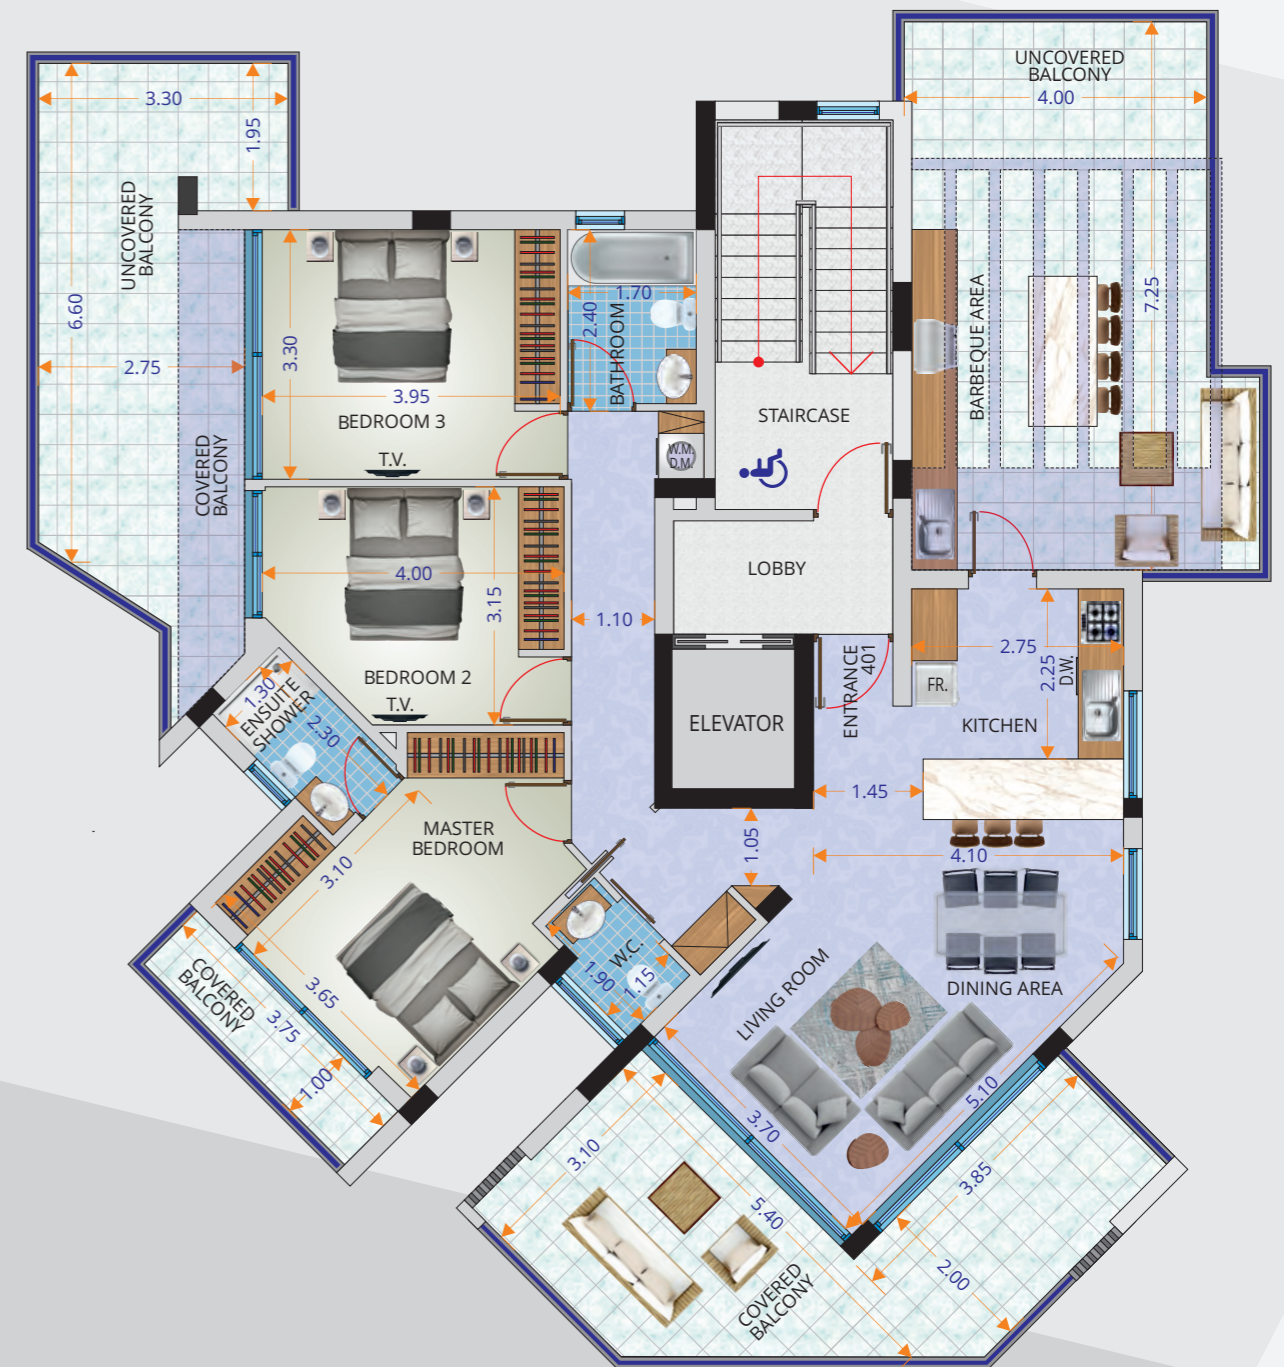 UNCOVERED
BALCONY
4.00
3.30
1.95
UNCOVERED
BALCONY
6.60
2.75
COVERED
BALCONY
3.30
3.95
BEDROOM 3
T.V.
1.70
2.40
BATHROOM
W.M.
D.M.
STAIRCASE
BARBEQUE AREA
7.25
4.00
3.15
BEDROOM 2
T.V.
1.10
LOBBY
ELEVATOR
ENTRANCE
401
2.75
2.25
D.W.
FR.
KITCHEN
1.30
ENSUITE
SHOWER
2.30
1.45
1.05
4.10
MASTER
BEDROOM
3.10
3.65
W.C.
1.90
1.15
LIVING ROOM
DINING AREA
COVERED
BALCONY
3.75
1.00
5.10
3.70
3.10
5.40
3.85
2.00
COVERED
BALCONY